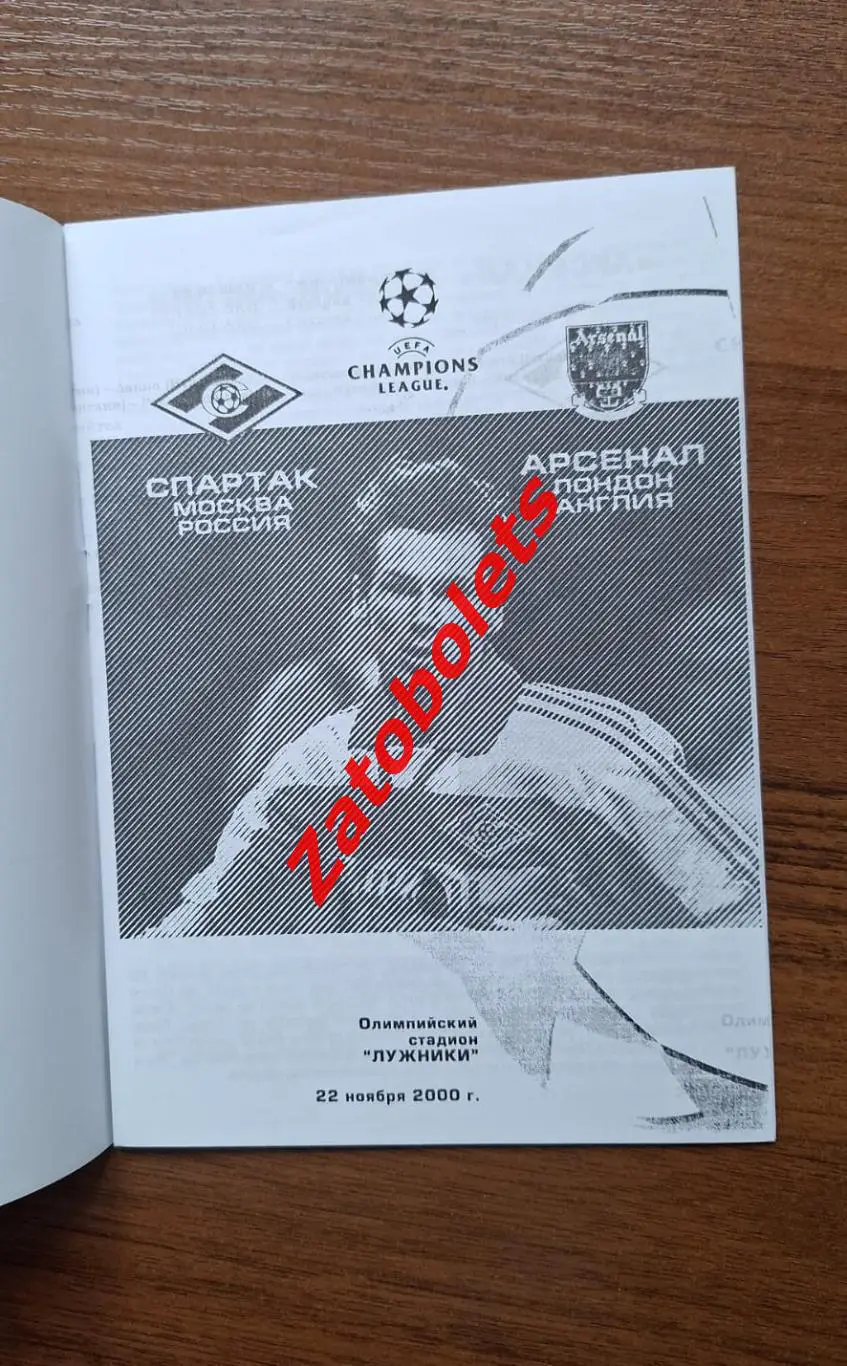 UEFA
CHAMPIONS
LEAGUE.
Arsenal
СПАРТАК
МОСКВА
РОССИЯ
АРСЕНАЛ
ЛОНДОН
АНГЛИЯ
Zatobolets
Олимпийский
стадион
"ЛУЖНИКИ"
22 ноября 2000 г.